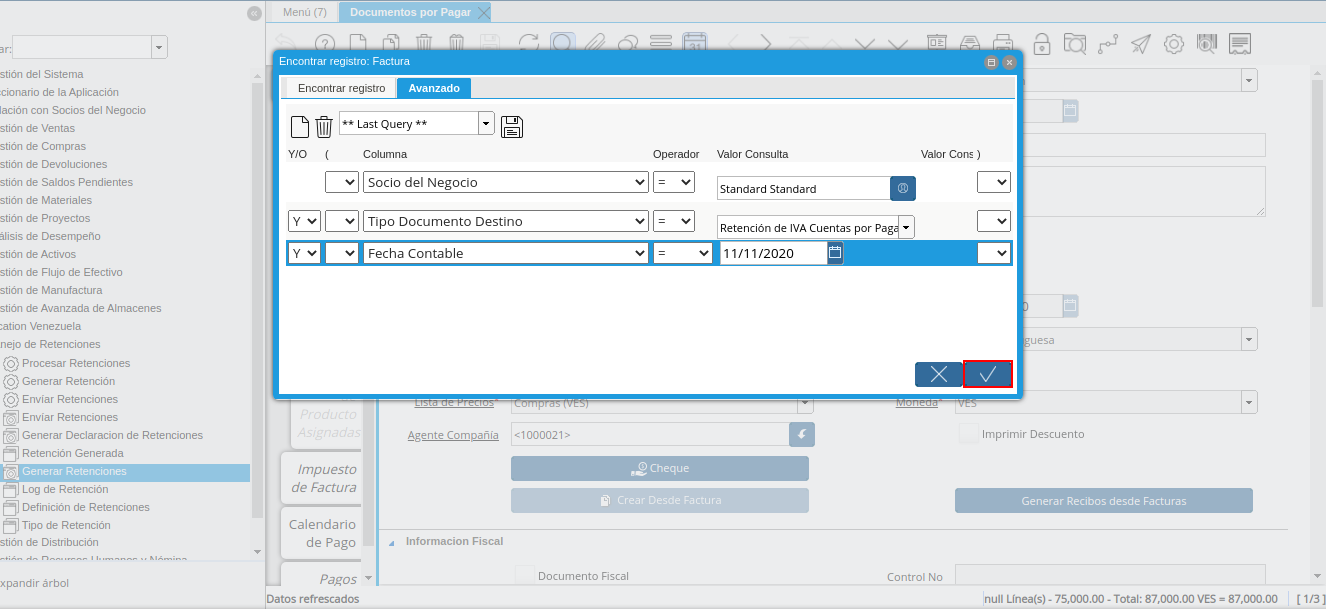 Menú (7)
Documentos por Pagar
ar:
stión del Sistema
ccionario de la Aplicación
lación con Socios del Negocio
stión de Ventas
stión de Compras
stión de Devoluciones
stión de Saldos Pendientes
stión de Materiales
stión de Proyectos
álisis de Desempeño
stión de Activos
stión de Flujo de Efectivo
stión de Manufactura
stión de Avanzada de Almacenes
cation Venezuela
nejo de Retenciones
Procesar Retenciones
Generar Retención
Envíar Retenciones
Envíar Retenciones
Generar Declaracion de Retenciones
Retención Generada
Generar Retenciones
Log de Retención
Definición de Retenciones
Tipo de Retención
stión de Distribución
stión de Recursos Humanos y Nómina
xpandir árbol
31
Encontrar registro: Factura
Encontrar registro
Avanzado
** Last Query **
Y/O ( Columna Operador Valor Consulta Valor Cons )
Socio del Negocio = Standard Standard
Y Tipo Documento Destino = Retención de IVA Cuentas por Paga
Y Fecha Contable = 11/11/2020
0
guesa
Producto
Asignadas
Impuesto
de Factura
Calendario
de Pago
Pagos
Lista de Precios* Compras (VES) Moneda* VES
Agente Compañía <1000021> Imprimir Descuento
Cheque
Crear Desde Factura Generar Recibos desde Facturas
Informacion Fiscal
Documento Fiscal Control No
Datos refrescados
null Línea(s) - 75,000.00 - Total: 87,000.00 VES = 87,000.00 [ 1/3 ]